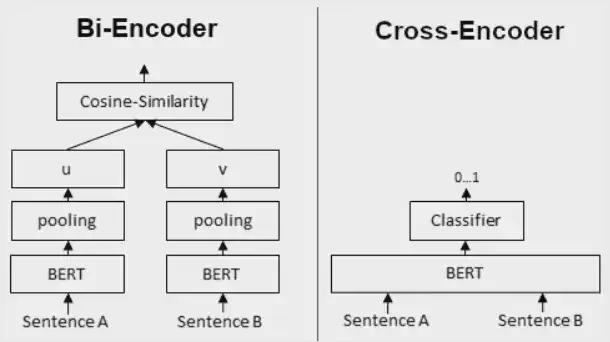 Bi-Encoder
Cosine-Similarity
u v
pooling pooling
BERT BERT
Sentence A Sentence B
Cross-Encoder
0...1
Classifier
BERT
Sentence A Sentence B